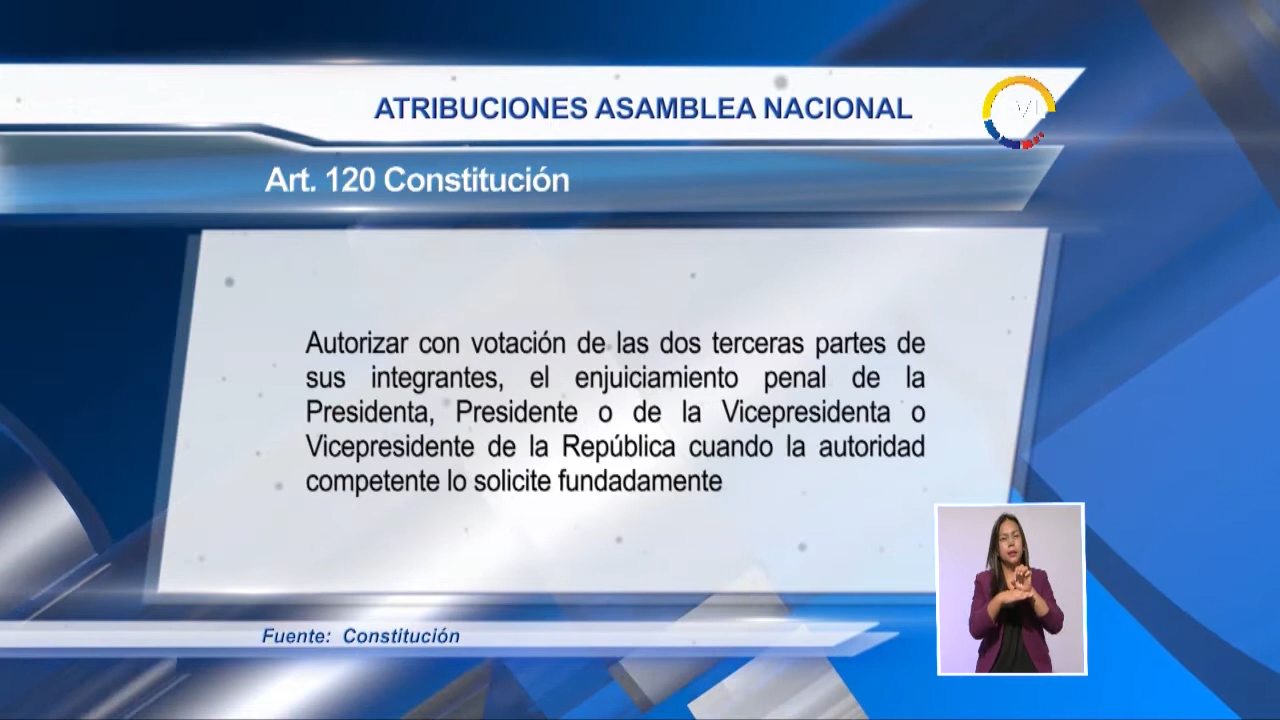 ATRIBUCIONES ASAMBLEA NACIONAL
Art. 120 Constitución
Autorizar con votación de las dos terceras partes de
sus integrantes, el enjuiciamiento penal de la
Presidenta, Presidente o de la Vicepresidenta o
Vicepresidente de la República cuando la autoridad
competente lo solicite fundadamente
Fuente: Constitución